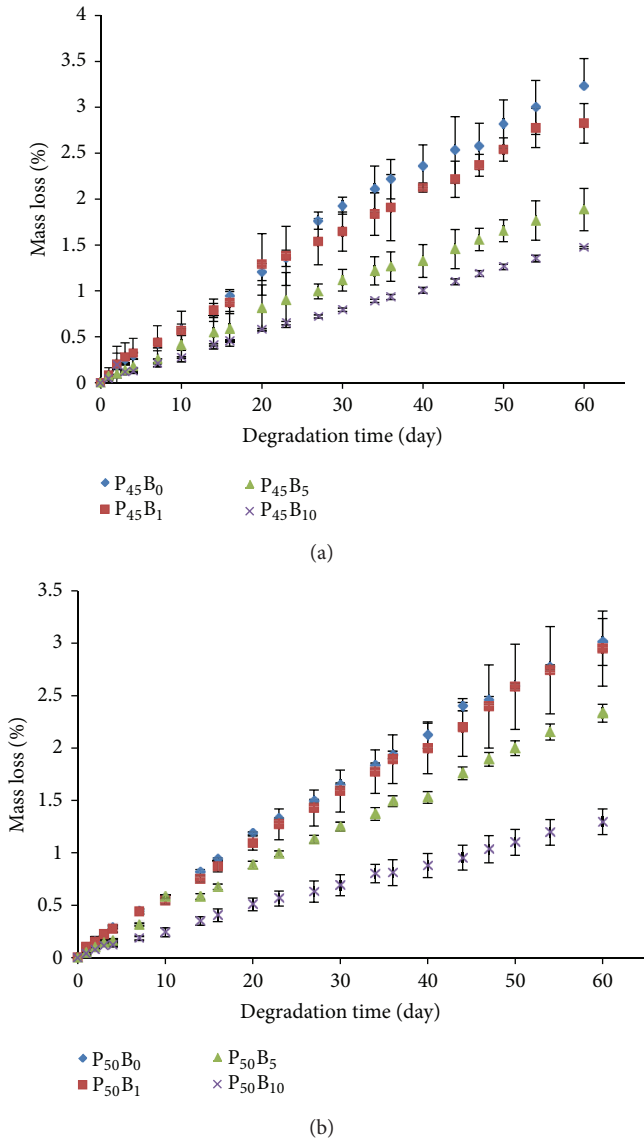 4
3.5
3
2.5
2
1.5
1
0.5
0
Mass loss (%)
0 10 20 30 40 50 60
Degradation time (day)
P45B0 P45B5
P45B1 P45B10
(a)
3.5
3
2.5
2
1.5
1
0.5
0
Mass loss (%)
0 10 20 30 40 50 60
Degradation time (day)
P50B0 P50B5
P50B1 P50B10
(b)